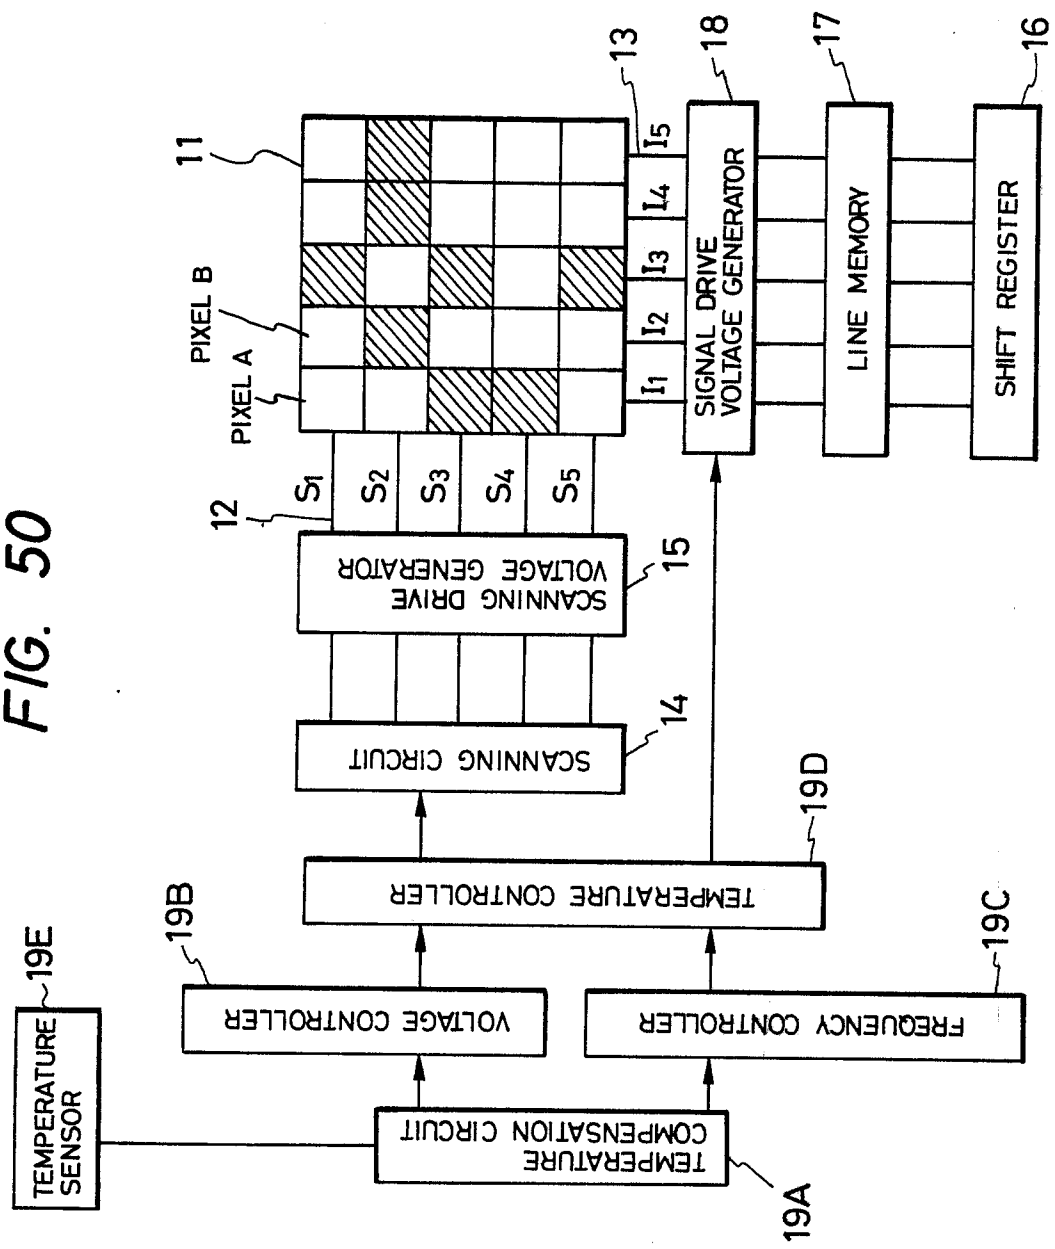 FIG. 50
11
PIXEL B
PIXEL A
12
S1
S2
S3
S4
S5
I1
I2
I3
I4
I5
13
SCANNING DRIVE
VOLTAGE GENERATOR
15
SCANNING CIRCUIT
14
SIGNAL DRIVE
VOLTAGE GENERATOR
18
LINE MEMORY
17
SHIFT REGISTER
16
TEMPERATURE CONTROLLER
19D
VOLTAGE CONTROLLER
19B
FREQUENCY CONTROLLER
19C
TEMPERATURE
COMPENSATION CIRCUIT
19A
TEMPERATURE
SENSOR
19E